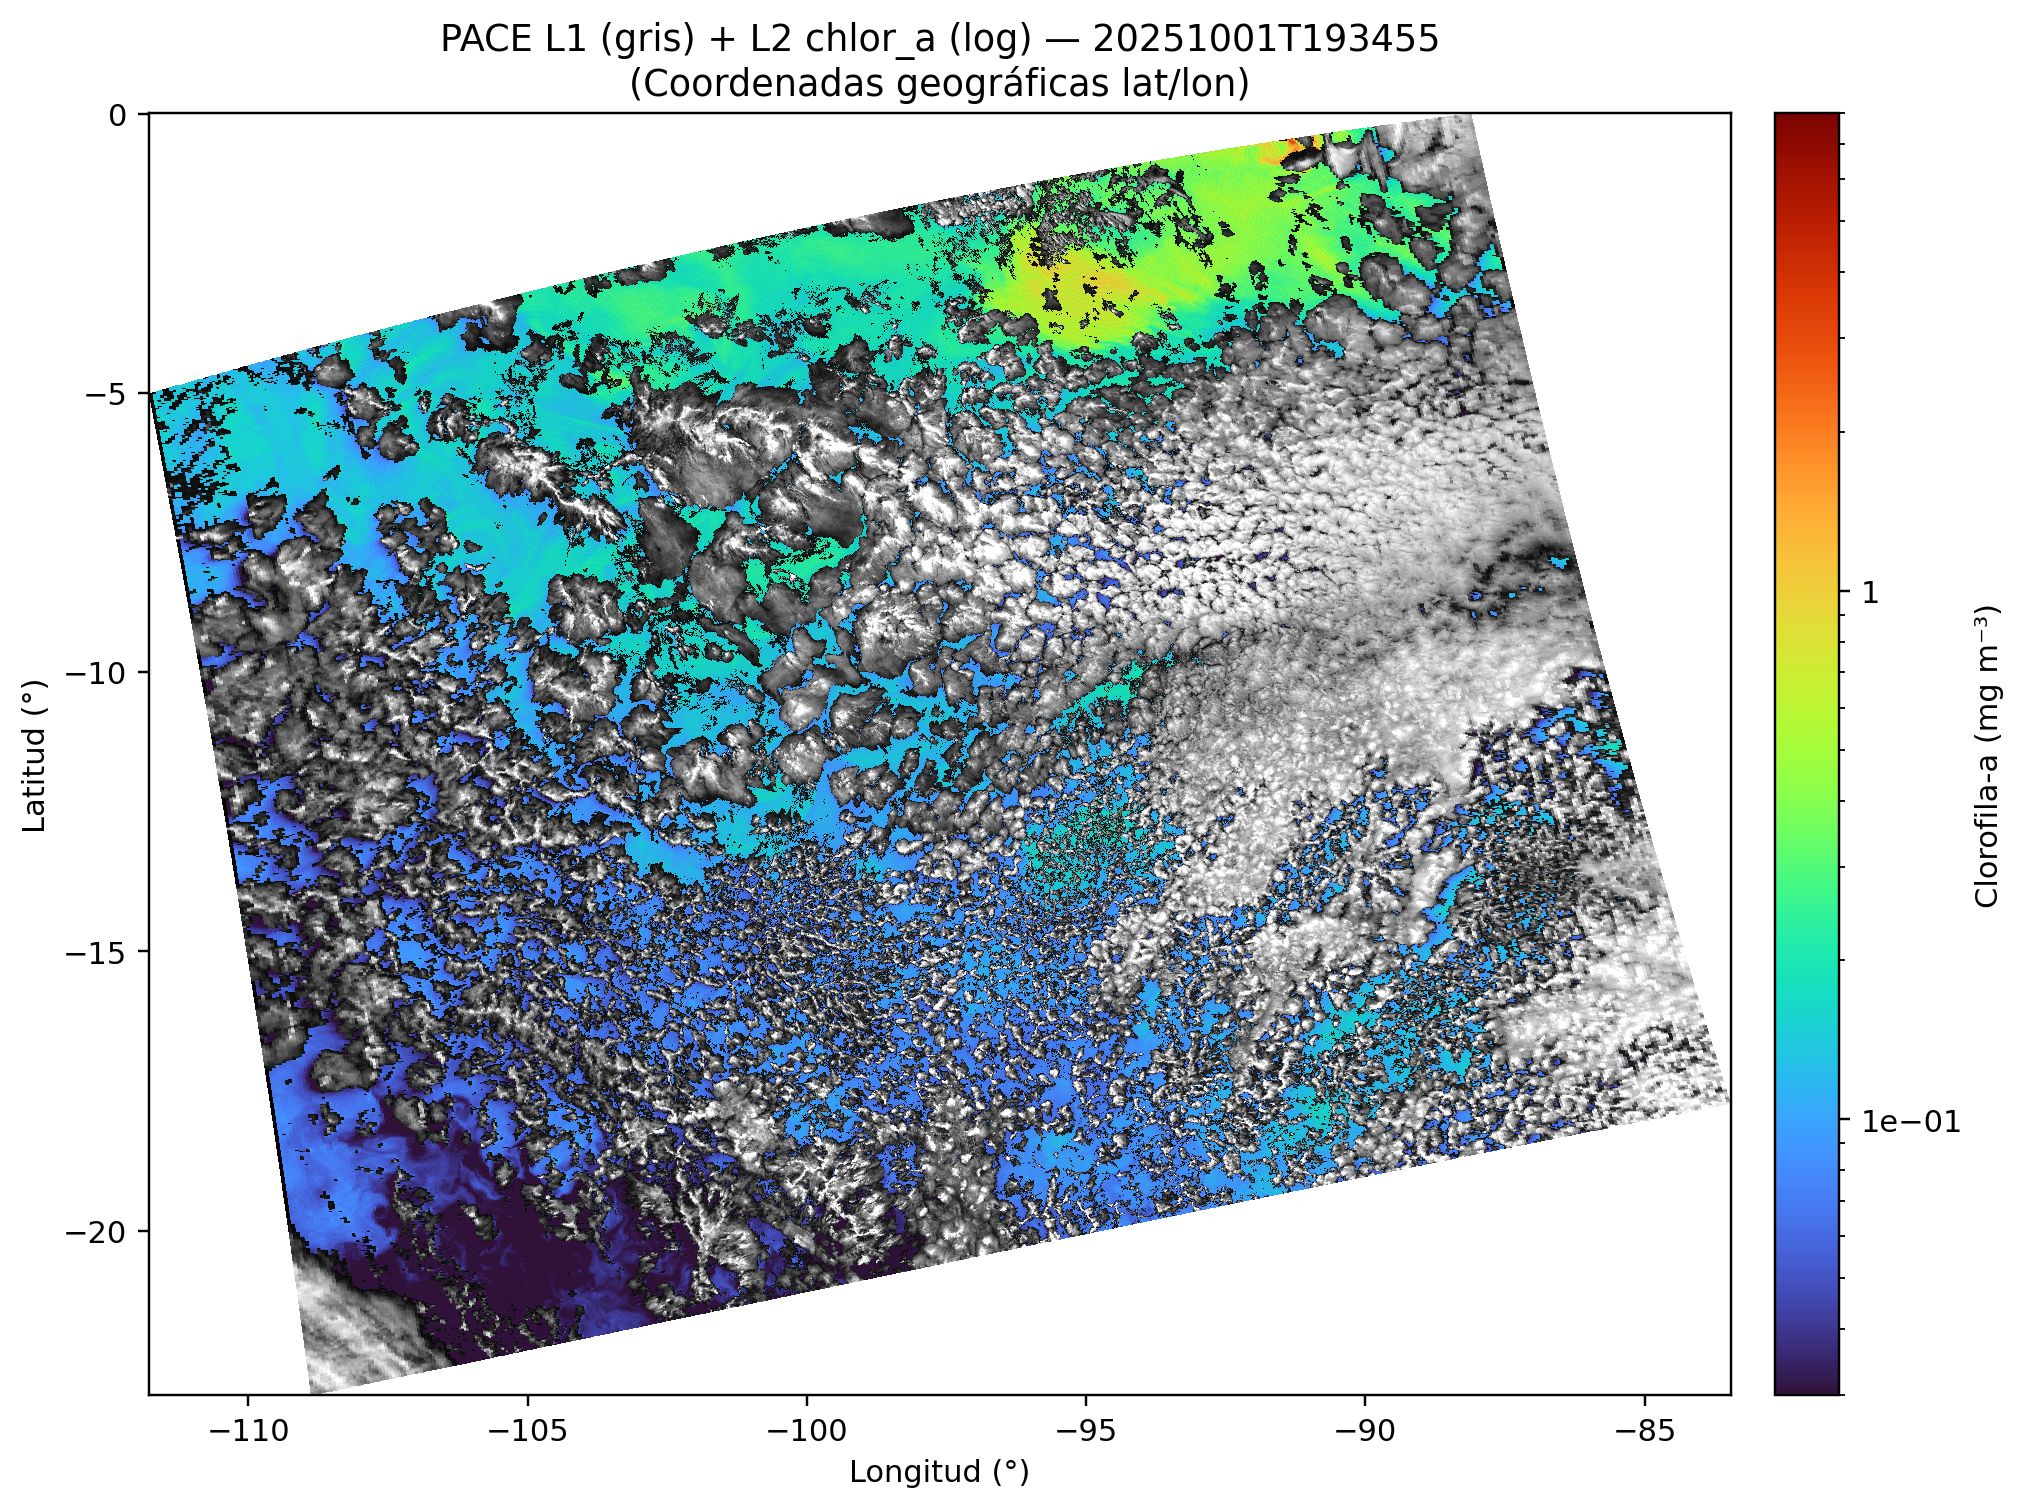 PACE L1 (gris) + L2 chlor_a (log) — 20251001T193455
(Coordenadas geográficas lat/lon)
0
−5
−10
−15
−20
Latitud (°)
−110
−105
−100
−95
−90
−85
Longitud (°)
1
1e−01
Clorofila-a (mg m⁻³)